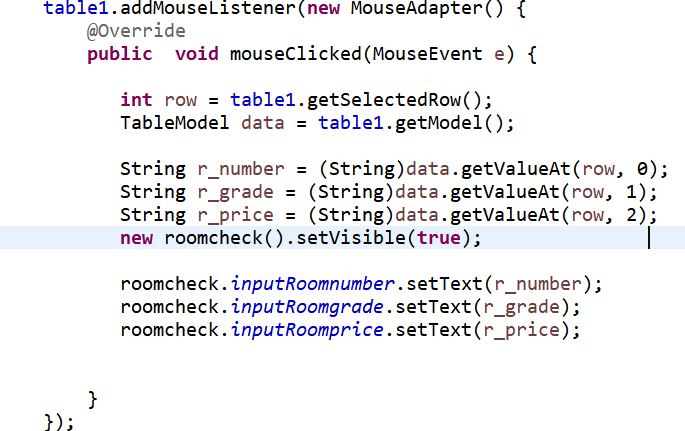 table1.addMouseListener(new MouseAdapter() {
@Override
public  void mouseClicked(MouseEvent e) {
int row = table1.getSelectedRow();
TableModel data = table1.getModel();
String r_number = (String)data.getValueAt(row, 0);
String r_grade = (String)data.getValueAt(row, 1);
String r_price = (String)data.getValueAt(row, 2);
new roomcheck().setVisible(true);
roomcheck.inputRoomnumber.setText(r_number);
roomcheck.inputRoomgrade.setText(r_grade);
roomcheck.inputRoomprice.setText(r_price);
}
});